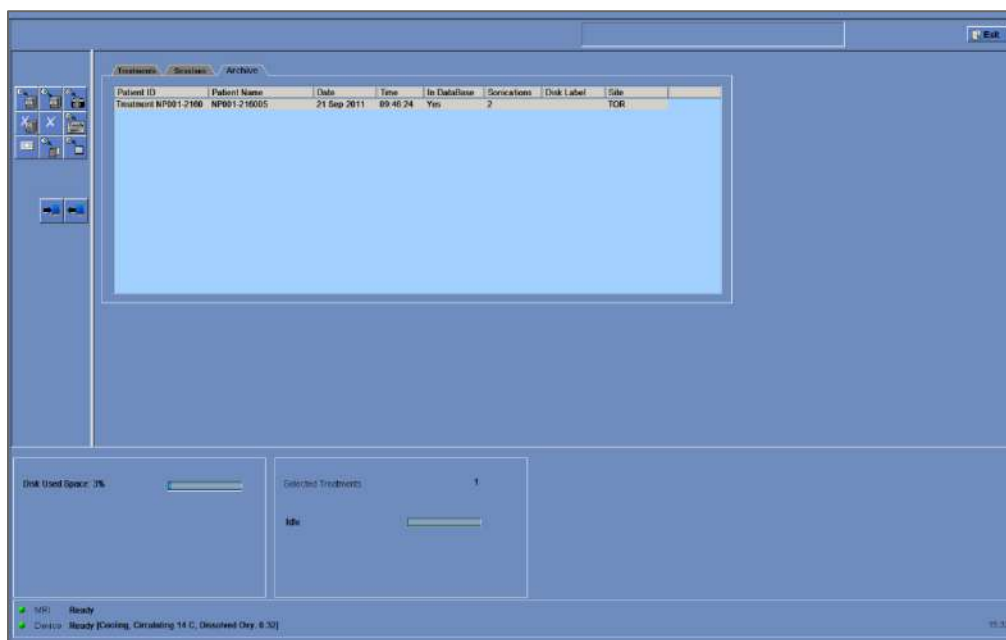 Exit
Treatments Sessions Archive
Patient ID Patient Name Date Time In DataBase Sonications Disk Label Site
Treatment NP001-2160 NP001-216005 21 Sep 2011 09:46:24 Yes 2 TOR
Disk Used Space: 3%
Selected Treatments 1
Idle
MRI Ready
Device Ready [Cooling, Circulating 14 C, Dissolved Oxy. 0.32]